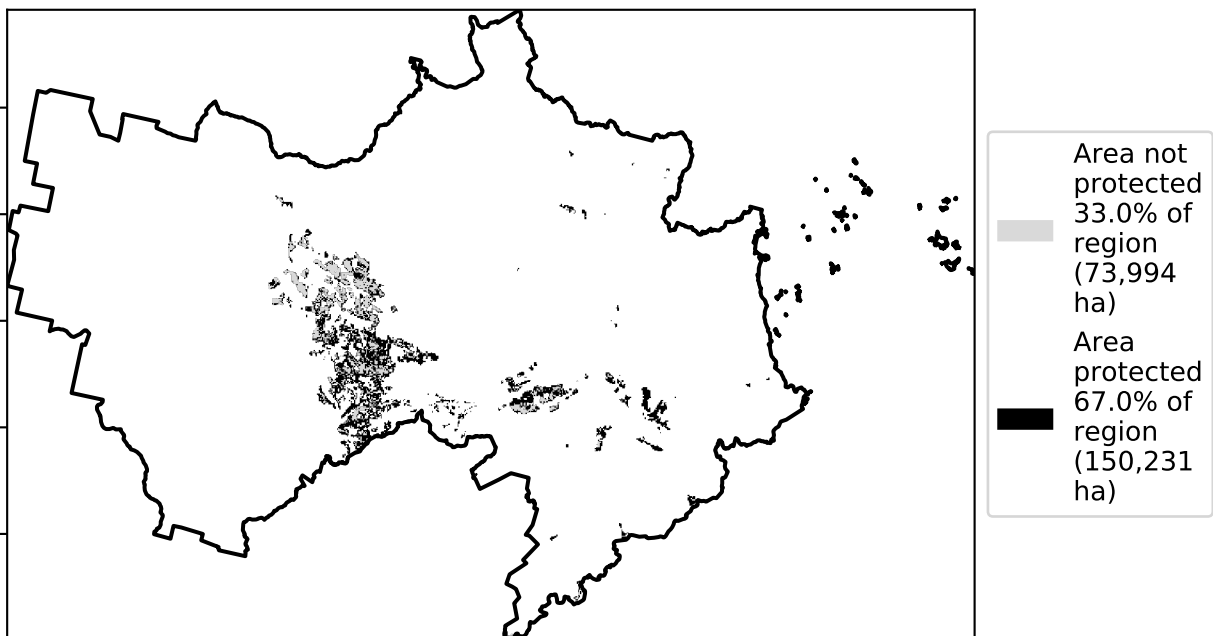 Area not
protected
33.0% of
region
(73,994
ha)
Area
protected
67.0% of
region
(150,231
ha)